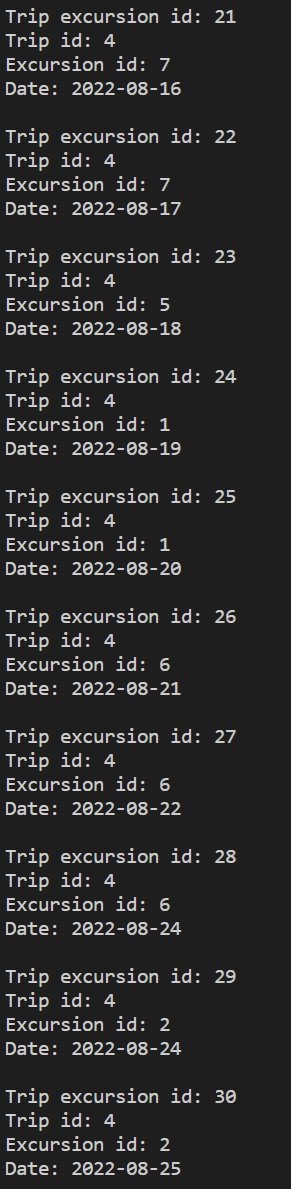 Trip excursion id: 21
Trip id: 4
Excursion id: 7
Date: 2022-08-16
Trip excursion id: 22
Trip id: 4
Excursion id: 7
Date: 2022-08-17
Trip excursion id: 23
Trip id: 4
Excursion id: 5
Date: 2022-08-18
Trip excursion id: 24
Trip id: 4
Excursion id: 1
Date: 2022-08-19
Trip excursion id: 25
Trip id: 4
Excursion id: 1
Date: 2022-08-20
Trip excursion id: 26
Trip id: 4
Excursion id: 6
Date: 2022-08-21
Trip excursion id: 27
Trip id: 4
Excursion id: 6
Date: 2022-08-22
Trip excursion id: 28
Trip id: 4
Excursion id: 6
Date: 2022-08-24
Trip excursion id: 29
Trip id: 4
Excursion id: 2
Date: 2022-08-24
Trip excursion id: 30
Trip id: 4
Excursion id: 2
Date: 2022-08-25